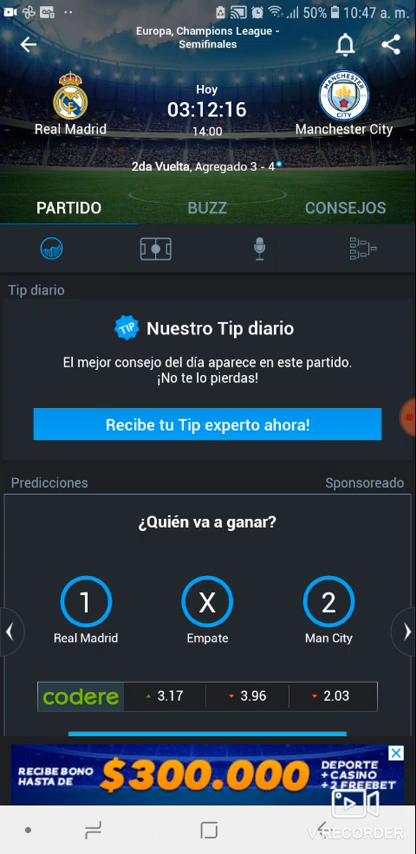 50% 10:47 a. m.
Europa, Champions League -
Semifinales
Hoy
03:12:16
14:00
Real Madrid
MANCHESTER
CITY
Manchester City
2da Vuelta, Agregado 3 - 4
PARTIDO BUZZ CONSEJOS
Tip diario
TIP Nuestro Tip diario
El mejor consejo del día aparece en este partido.
¡No te lo pierdas!
Recibe tu Tip experto ahora!
Predicciones Sponsoreado
¿Quién va a ganar?
1 X 2
Real Madrid Empate Man City
codere 3.17 3.96 2.03
RECIBE BONO
HASTA DE
$300.000
DEPORTE
+ CASINO
+ 2 FREEBET
V RECORDER